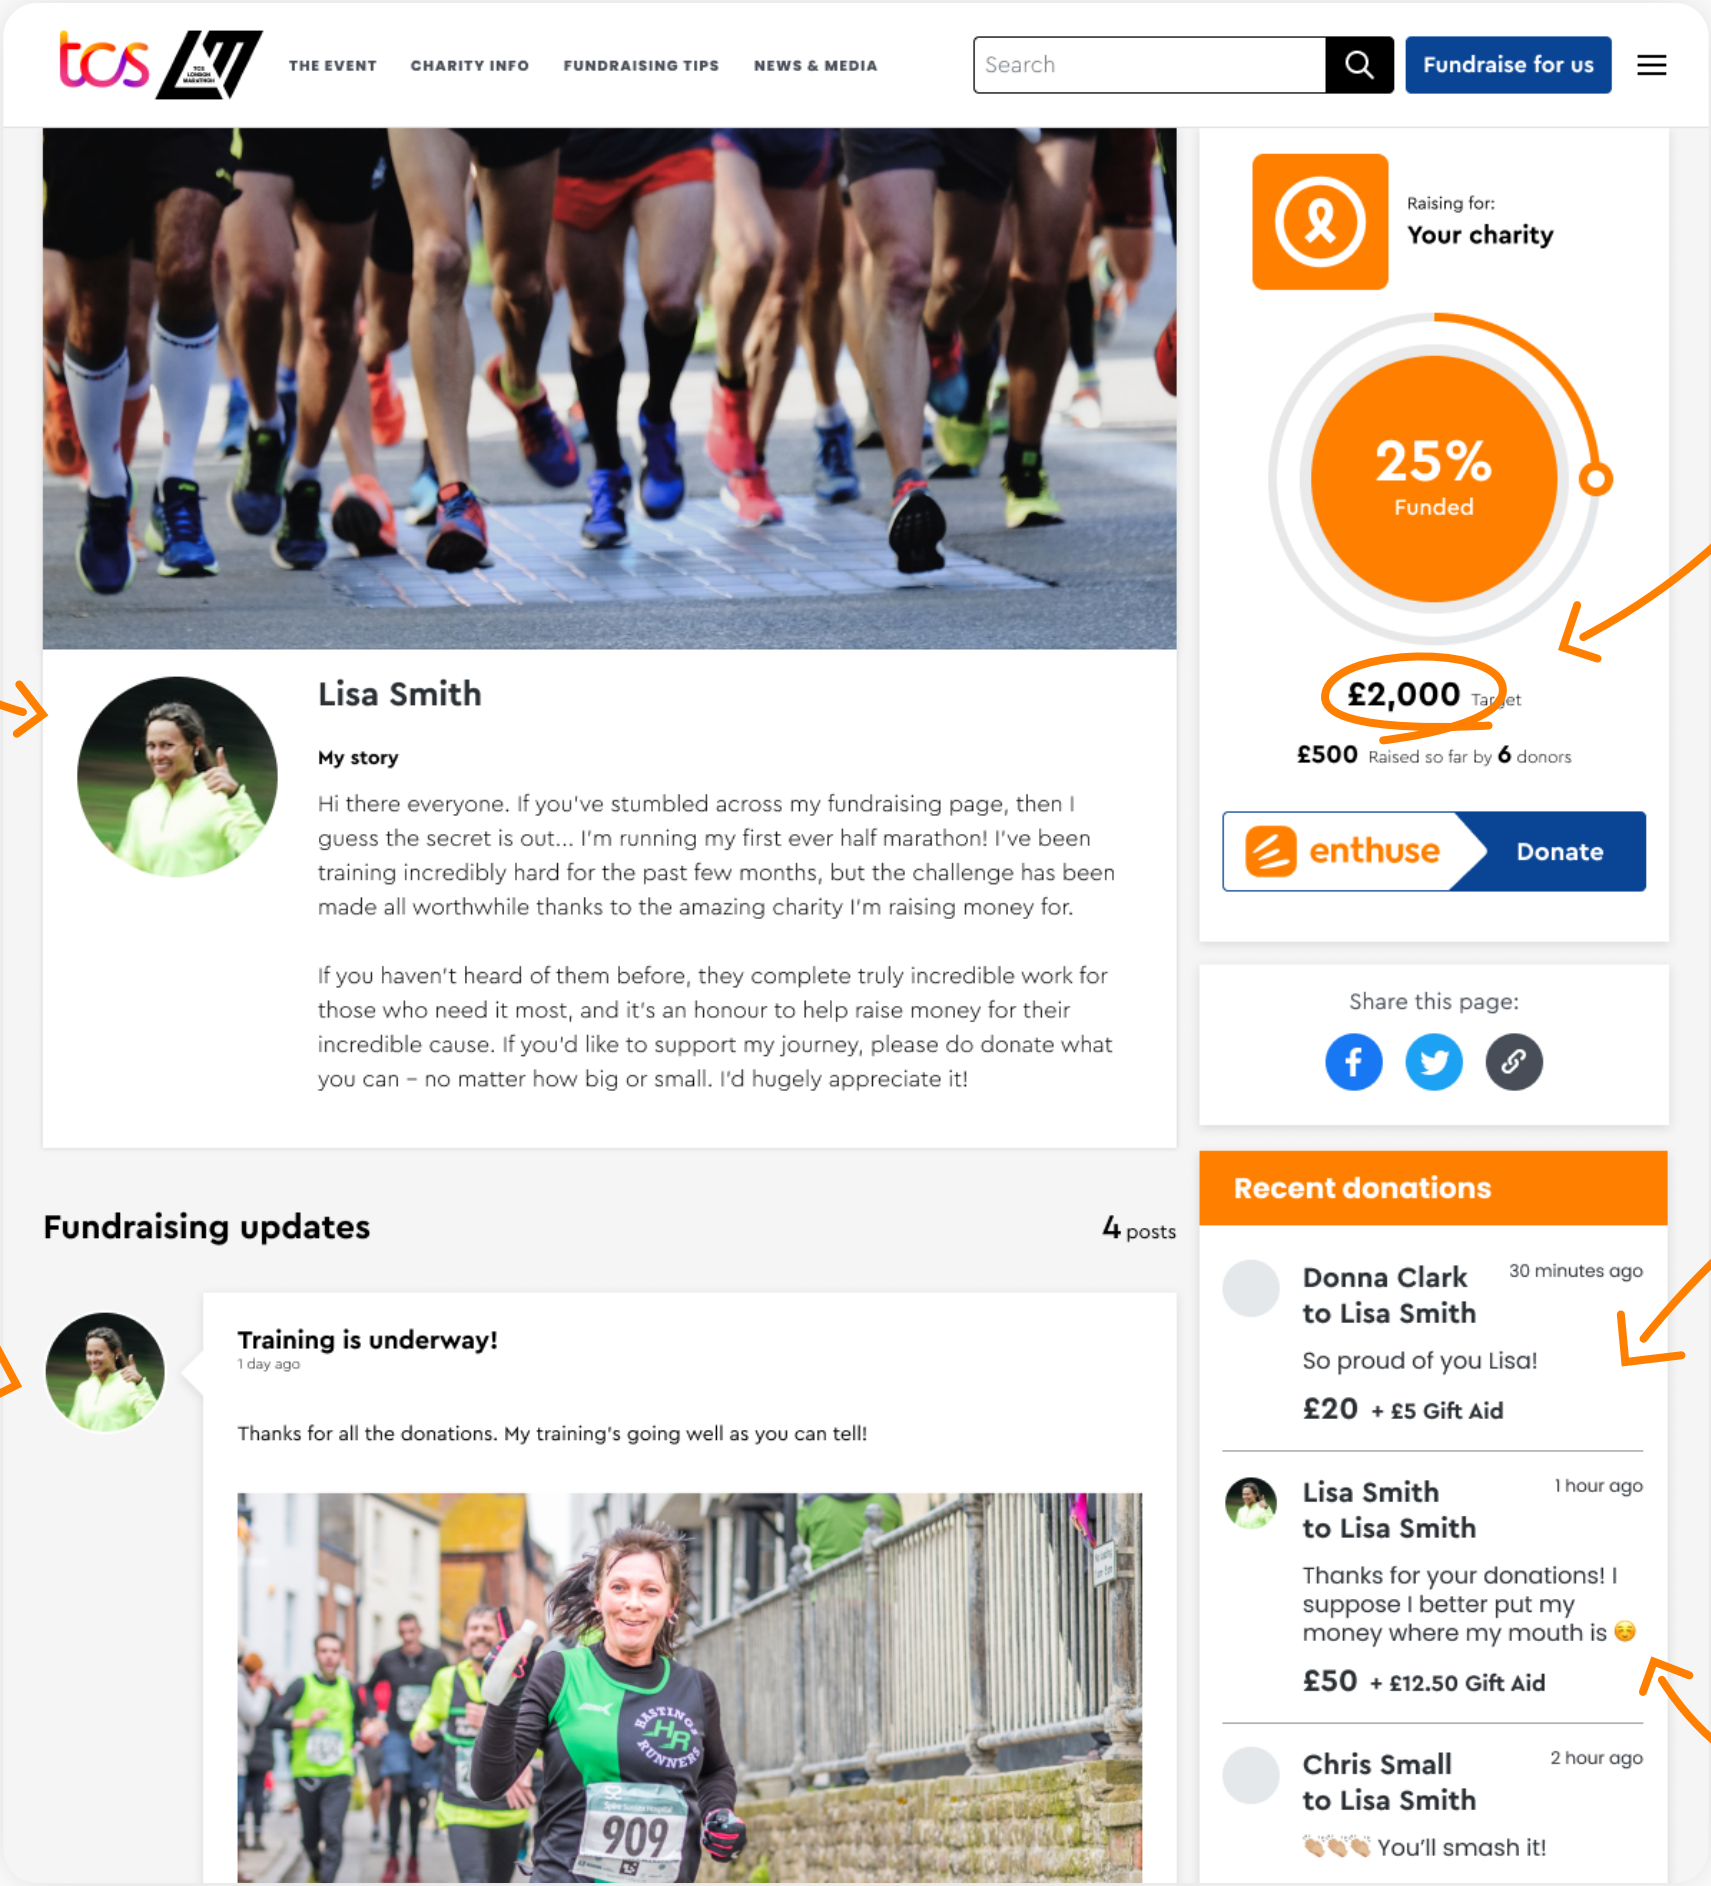 tcs
TCS
LONDON
MARATHON
THE EVENT
CHARITY INFO
FUNDRAISING TIPS
NEWS & MEDIA
Search
Fundraise for us
Raising for:
Your charity
25%
Funded
£2,000 Target
£500 Raised so far by 6 donors
enthuse
Donate
Lisa Smith
My story
Hi there everyone. If you've stumbled across my fundraising page, then I
guess the secret is out... I'm running my first ever half marathon! I've been
training incredibly hard for the past few months, but the challenge has been
made all worthwhile thanks to the amazing charity I'm raising money for.
If you haven't heard of them before, they complete truly incredible work for
those who need it most, and it's an honour to help raise money for their
incredible cause. If you'd like to support my journey, please do donate what
you can – no matter how big or small. I'd hugely appreciate it!
Share this page:
Fundraising updates
4 posts
Training is underway!
1 day ago
Thanks for all the donations. My training's going well as you can tell!
HASTINGS
HR
RUNNERS
909
Recent donations
Donna Clark
to Lisa Smith
30 minutes ago
So proud of you Lisa!
£20 + £5 Gift Aid
Lisa Smith
to Lisa Smith
1 hour ago
Thanks for your donations! I
suppose I better put my
money where my mouth is ☺️
£50 + £12.50 Gift Aid
Chris Small
to Lisa Smith
2 hour ago
👏🏼👏🏼👏🏼 You'll smash it!